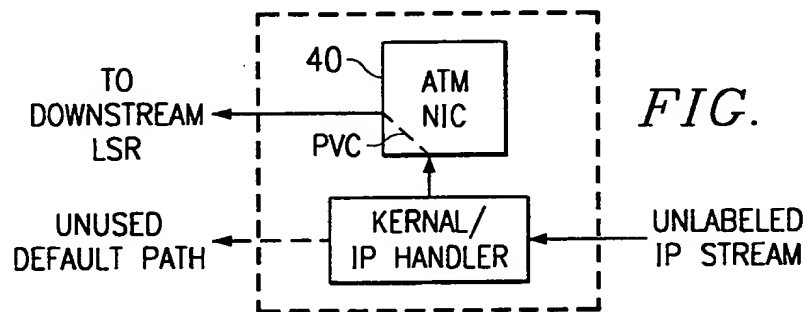 TO
DOWNSTREAM
LSR
40
ATM
NIC
PVC
FIG.
UNUSED
DEFAULT PATH
KERNAL/
IP HANDLER
UNLABELED
IP STREAM